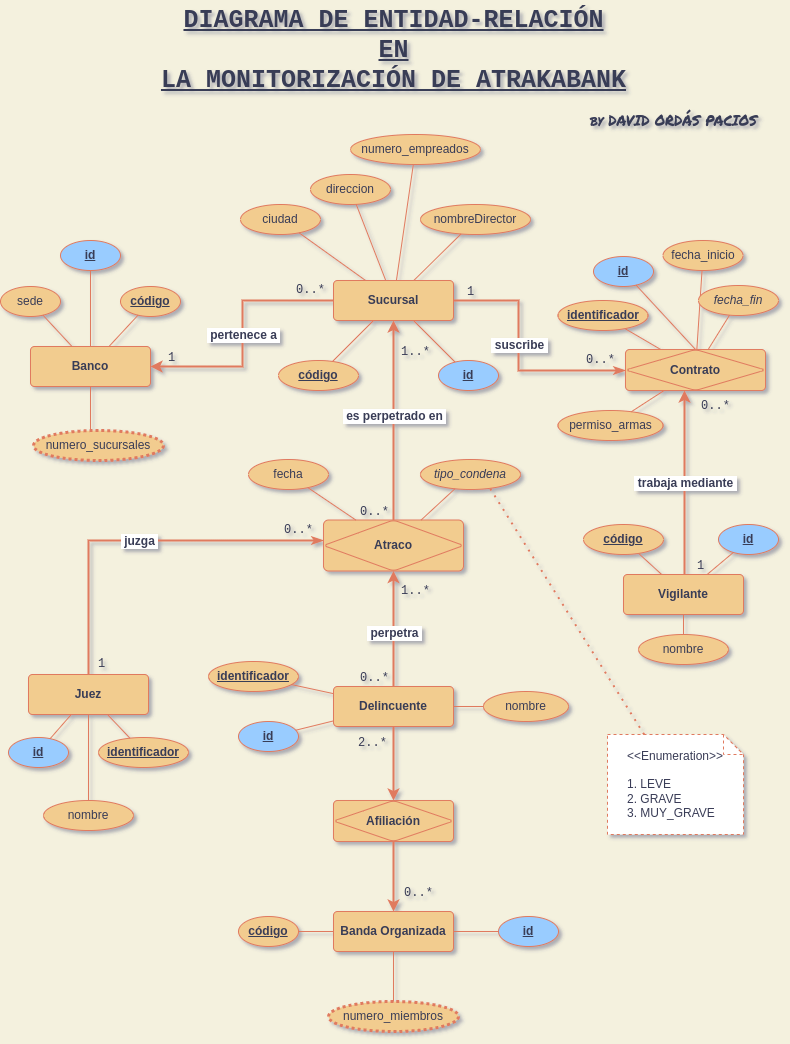 DIAGRAMA DE ENTIDAD-RELACIÓN
EN
LA MONITORIZACIÓN DE ATRAKABANK
BY DAVID ORDÁS PACIOS
numero_empreados
direccion
ciudad
nombreDirector
id
sede
código
Banco
numero_sucursales
pertenece a
0..*
1
Sucursal
código
id
1
suscribe
0..*
id
fecha_inicio
fecha_fin
identificador
Contrato
permiso_armas
0..*
trabaja mediante
1
código
id
Vigilante
nombre
1..*
es perpetrado en
0..*
fecha
tipo_condena
Atraco
0..*
juzga
1
Juez
id
identificador
nombre
1..*
perpetra
0..*
identificador
id
Delincuente
nombre
2..*
Afiliación
0..*
código
Banda Organizada
id
numero_miembros
<<Enumeration>>
1. LEVE
2. GRAVE
3. MUY_GRAVE